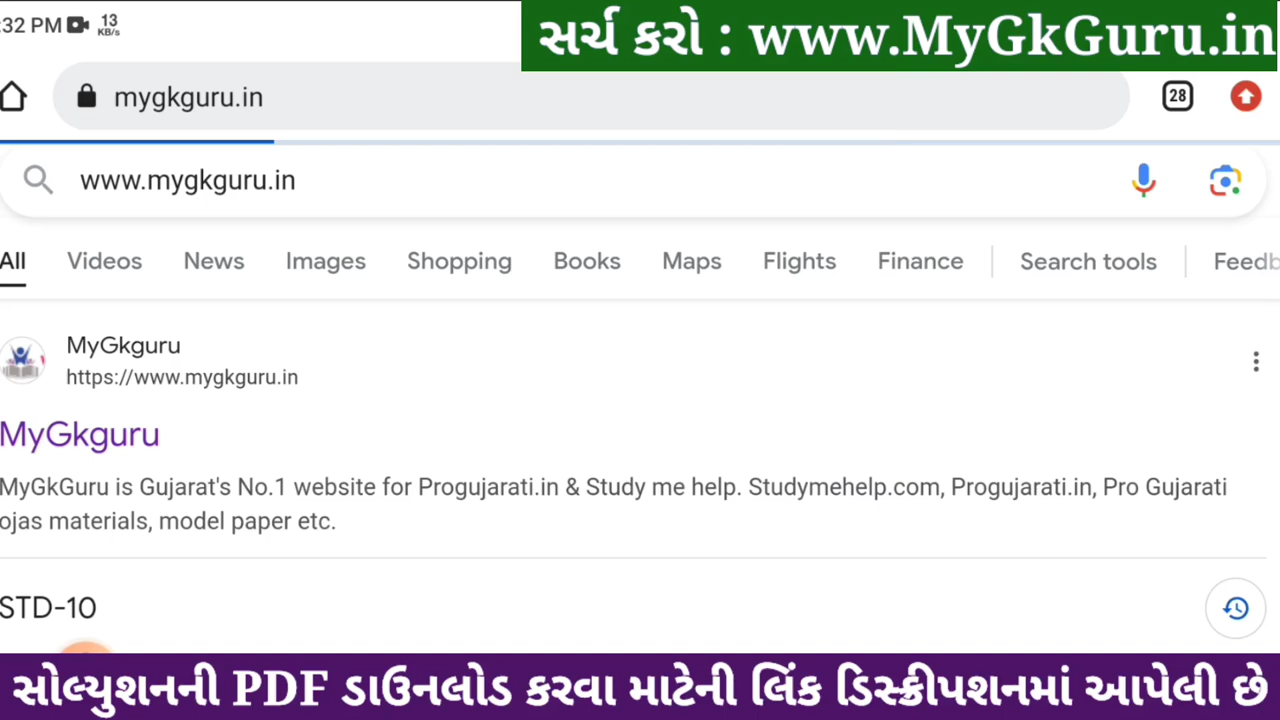 :32 PM 13 KB/s
સર્ચ કરો : www.MyGkGuru.in
mygkguru.in 28
www.mygkguru.in
All Videos News Images Shopping Books Maps Flights Finance Search tools Feedb
MyGkguru
https://www.mygkguru.in
MyGkguru
MyGkGuru is Gujarat's No.1 website for Progujarati.in & Study me help. Studymehelp.com, Progujarati.in, Pro Gujarati
ojas materials, model paper etc.
STD-10
સોલ્યુશનની PDF ડાઉનલોડ કરવા માટેની લિંક ડિસ્ક્રીપશનમાં આપેલી છે